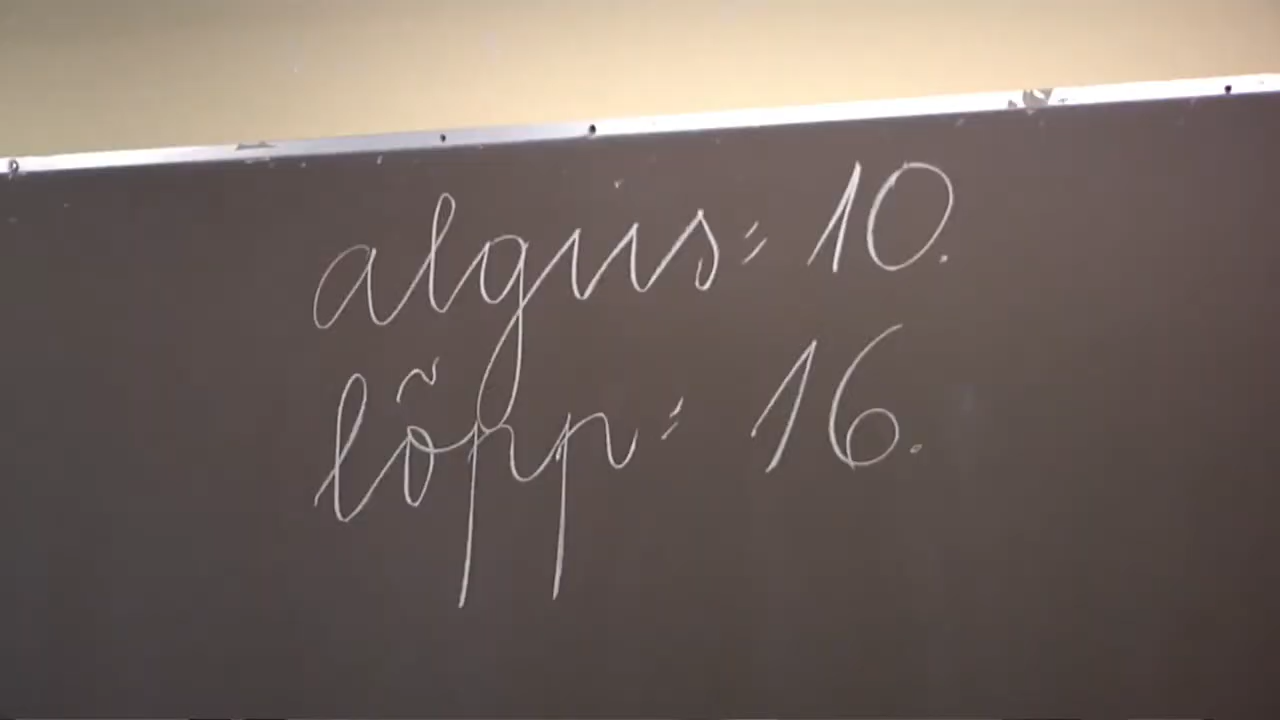 algus = 10.
lõpp = 16.